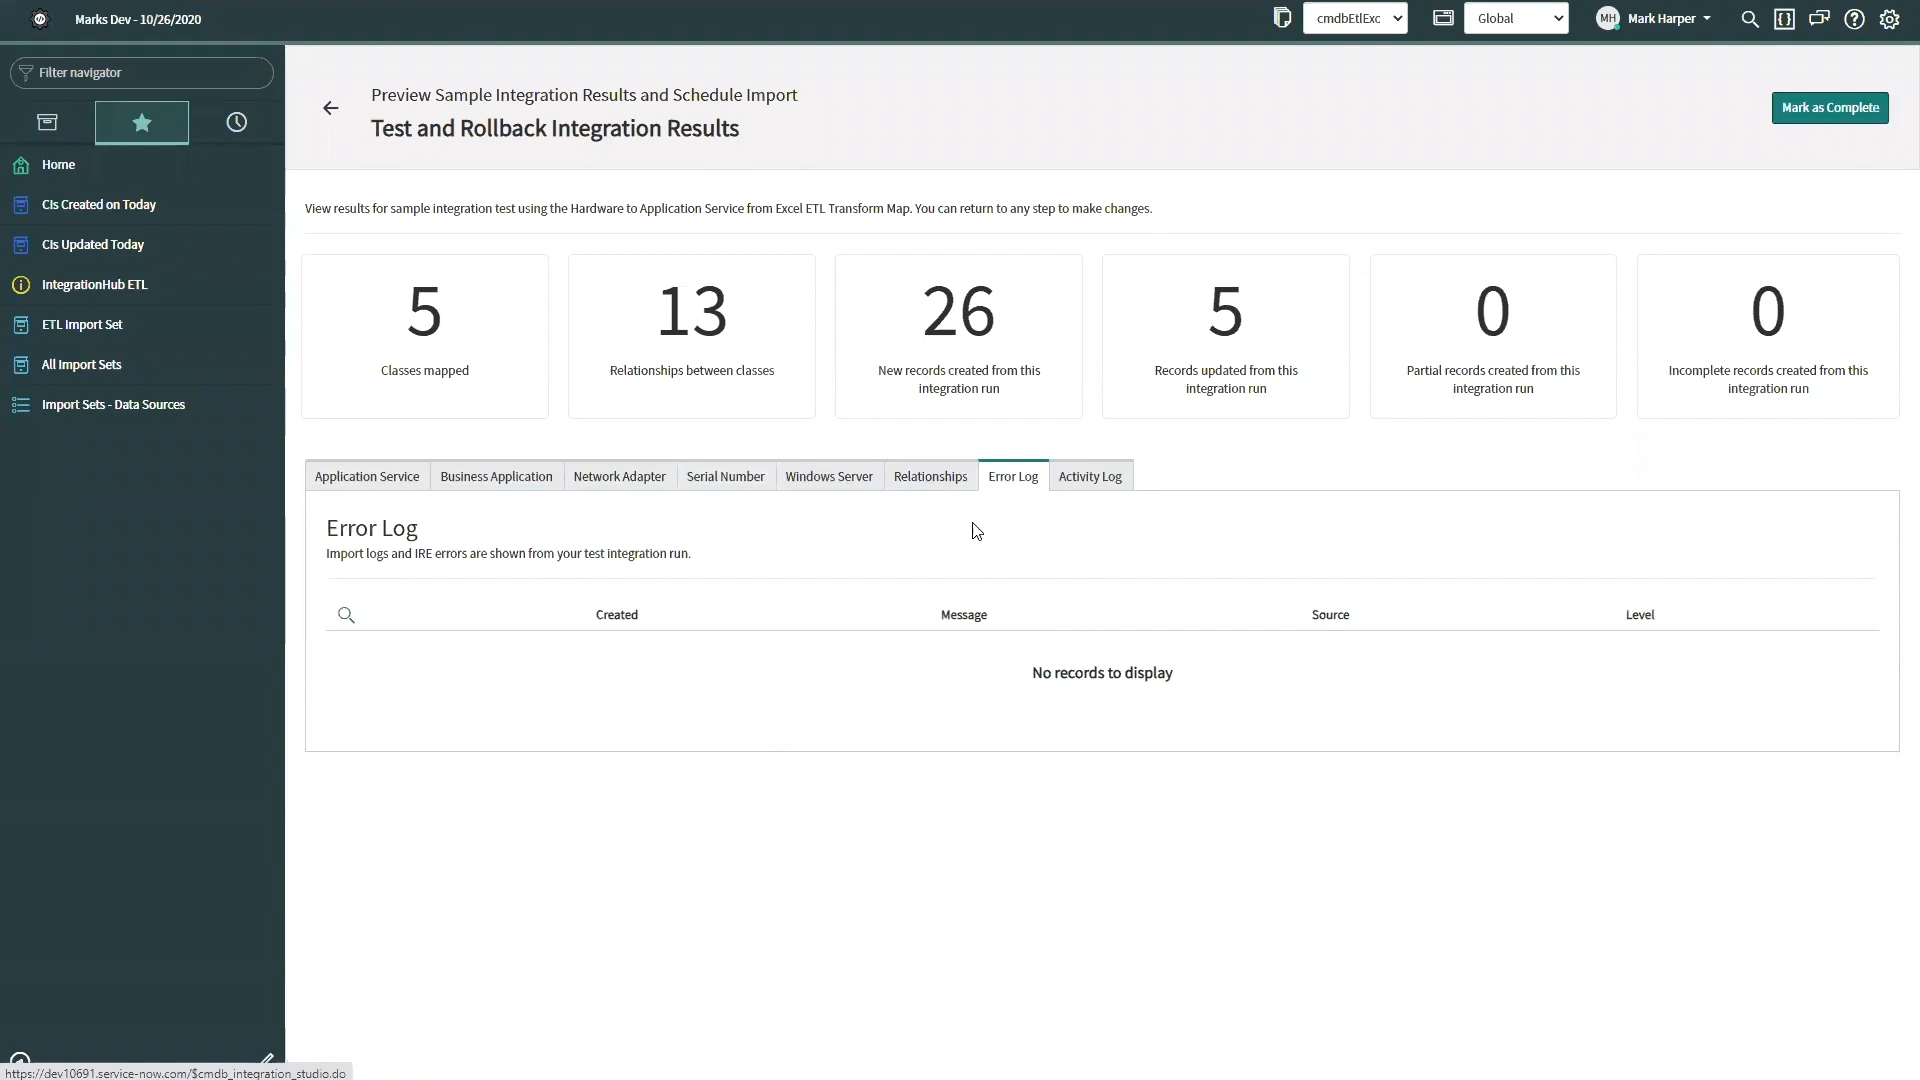 Marks Dev - 10/26/2020
cmdbEtlExc
Global
MH
Mark Harper
Filter navigator
Home
CIs Created on Today
CIs Updated Today
IntegrationHub ETL
ETL Import Set
All Import Sets
Import Sets - Data Sources
Preview Sample Integration Results and Schedule Import
Test and Rollback Integration Results
Mark as Complete
View results for sample integration test using the Hardware to Application Service from Excel ETL Transform Map. You can return to any step to make changes.
5
Classes mapped
13
Relationships between classes
26
New records created from this
integration run
5
Records updated from this
integration run
0
Partial records created from this
integration run
0
Incomplete records created from this
integration run
Application Service
Business Application
Network Adapter
Serial Number
Windows Server
Relationships
Error Log
Activity Log
Error Log
Import logs and IRE errors are shown from your test integration run.
Created
Message
Source
Level
No records to display
https://dev10691.service-now.com/$cmdb_integration_studio.do